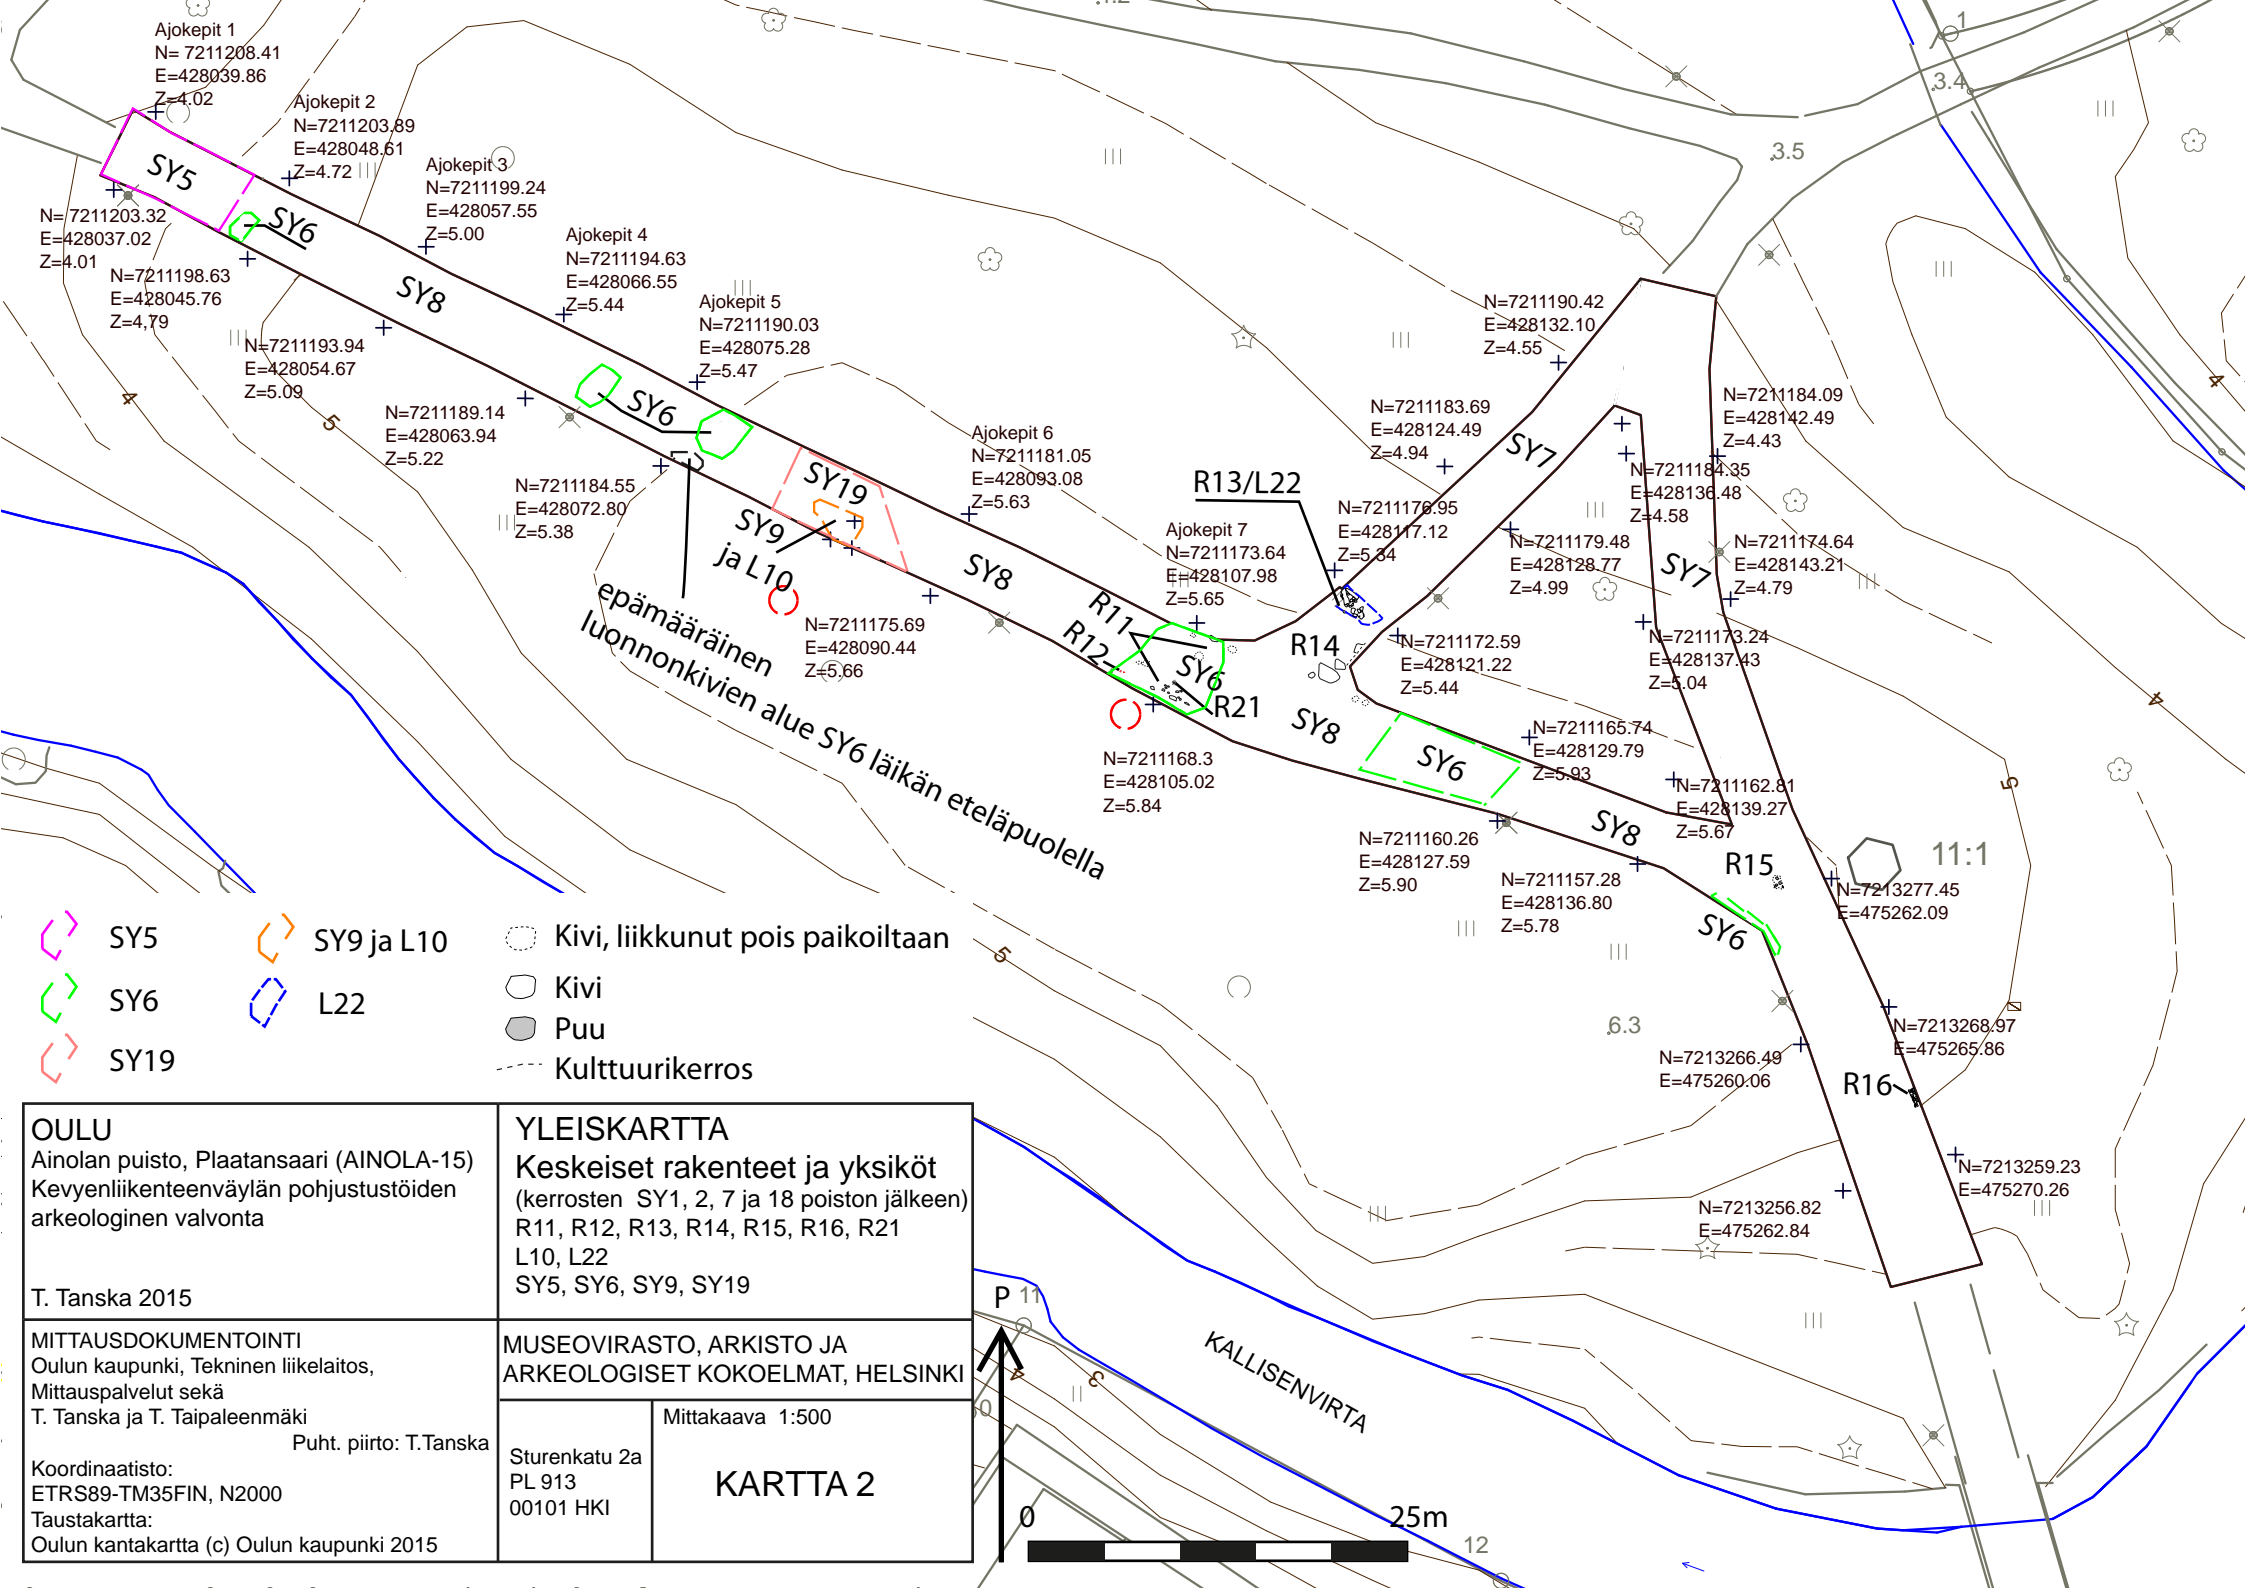 Ajokepit 1
N= 7211208.41
E=428039.86
Z=4.02
Ajokepit 2
N=7211203.89
E=428048.61
Z=4.72
Ajokepit 3
N=7211199.24
E=428057.55
Z=5.00
Ajokepit 4
N=7211194.63
E=428066.55
Z=5.44
Ajokepit 5
N=7211190.03
E=428075.28
Z=5.47
Ajokepit 6
N=7211181.05
E=428093.08
Z=5.63
Ajokepit 7
N=7211173.64
E=428107.98
Z=5.65
N= 7211203.32
E=428037.02
Z=4.01
N=7211198.63
E=428045.76
Z=4,79
N=7211193.94
E=428054.67
Z=5.09
N=7211189.14
E=428063.94
Z=5.22
N=7211184.55
E=428072.80
Z=5.38
N=7211175.69
E=428090.44
Z=5.66
N=7211168.3
E=428105.02
Z=5.84
N=7211190.42
E=428132.10
Z=4.55
N=7211183.69
E=428124.49
Z=4.94
N=7211176.95
E=428117.12
Z=5.34
N=7211184.09
E=428142.49
Z=4.43
N=7211184.35
E=428136.48
Z=4.58
N=7211179.48
E=428128.77
Z=4.99
N=7211174.64
E=428143.21
Z=4.79
N=7211172.59
E=428121.22
Z=5.44
N=7211173.24
E=428137.43
Z=5.04
N=7211165.74
E=428129.79
Z=5.93
N=7211162.81
E=428139.27
Z=5.67
N=7211160.26
E=428127.59
Z=5.90
N=7211157.28
E=428136.80
Z=5.78
N=7213277.45
E=475262.09
N=7213268.97
E=475265.86
N=7213266.49
E=475260.06
N=7213259.23
E=475270.26
N=7213256.82
E=475262.84
SY5
SY6
SY8
SY6
SY19
SY9
ja L10
SY8
R11
R12
SY6
R21
R13/L22
R14
SY7
SY7
SY8
SY6
SY8
R15
SY6
R16
epämääräinen
luonnonkivien alue SY6 läikän eteläpuolella
1
3.4
3.5
11:1
6.3
4
5
4
4
5
5
4
3
11
12
KALLISENVIRTA
P
0
25m
SY5
SY6
SY19
SY9 ja L10
L22
Kivi, liikkunut pois paikoiltaan
Kivi
Puu
Kulttuurikerros
OULU
Ainolan puisto, Plaatansaari (AINOLA-15)
Kevyenliikenteenväylän pohjustustöiden
arkeologinen valvonta
T. Tanska 2015
YLEISKARTTA
Keskeiset rakenteet ja yksiköt
(kerrosten SY1, 2, 7 ja 18 poiston jälkeen)
R11, R12, R13, R14, R15, R16, R21
L10, L22
SY5, SY6, SY9, SY19
MITTAUSDOKUMENTOINTI
Oulun kaupunki, Tekninen liikelaitos,
Mittauspalvelut sekä
T. Tanska ja T. Taipaleenmäki
Puht. piirto: T.Tanska
Koordinaatisto:
ETRS89-TM35FIN, N2000
Taustakartta:
Oulun kantakartta (c) Oulun kaupunki 2015
MUSEOVIRASTO, ARKISTO JA
ARKEOLOGISET KOKOELMAT, HELSINKI
Sturenkatu 2a
PL 913
00101 HKI
Mittakaava 1:500
KARTTA 2